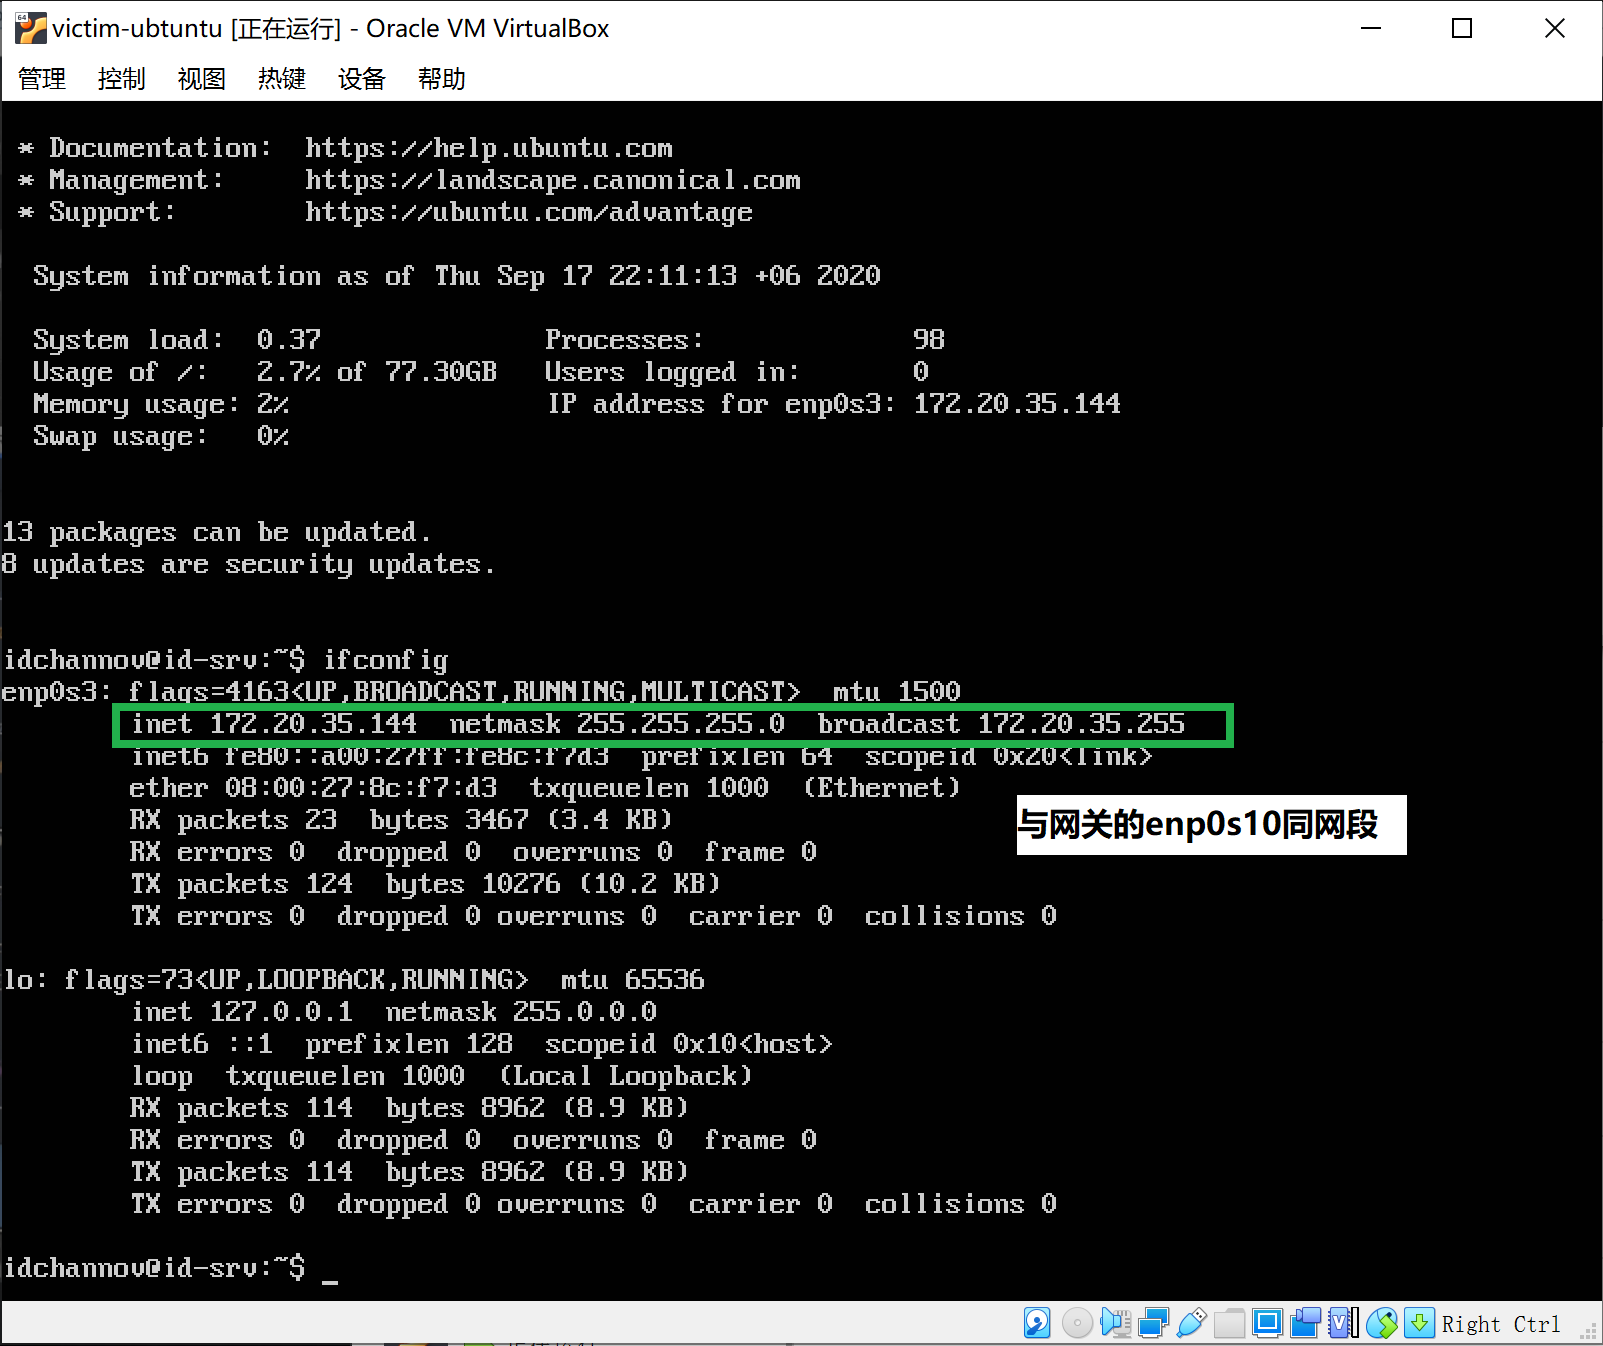 victim-ubtuntu [正在运行] - Oracle VM VirtualBox
管理 控制 视图 热键 设备 帮助
* Documentation:  https://help.ubuntu.com
* Management:     https://landscape.canonical.com
* Support:        https://ubuntu.com/advantage
System information as of Thu Sep 17 22:11:13 +06 2020
System load:  0.37              Processes:             98
Usage of /:   2.7% of 77.30GB   Users logged in:       0
Memory usage: 2%                IP address for enp0s3: 172.20.35.144
Swap usage:   0%
13 packages can be updated.
8 updates are security updates.
idchannov@id-srv:~$ ifconfig
enp0s3: flags=4163<UP,BROADCAST,RUNNING,MULTICAST>  mtu 1500
inet 172.20.35.144  netmask 255.255.255.0  broadcast 172.20.35.255
inet6 fe80::a00:27ff:fe8c:f7d3  prefixlen 64  scopeid 0x20<link>
ether 08:00:27:8c:f7:d3  txqueuelen 1000  (Ethernet)
RX packets 23  bytes 3467 (3.4 KB)
与网关的enp0s10同网段
RX errors 0  dropped 0  overruns 0  frame 0
TX packets 124  bytes 10276 (10.2 KB)
TX errors 0  dropped 0 overruns 0  carrier 0  collisions 0
lo: flags=73<UP,LOOPBACK,RUNNING>  mtu 65536
inet 127.0.0.1  netmask 255.0.0.0
inet6 ::1  prefixlen 128  scopeid 0x10<host>
loop  txqueuelen 1000  (Local Loopback)
RX packets 114  bytes 8962 (8.9 KB)
RX errors 0  dropped 0  overruns 0  frame 0
TX packets 114  bytes 8962 (8.9 KB)
TX errors 0  dropped 0 overruns 0  carrier 0  collisions 0
idchannov@id-srv:~$ _
Right Ctrl